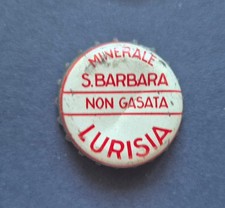 MINERALE
S.BARBARA
NON GASATA
LURISIA